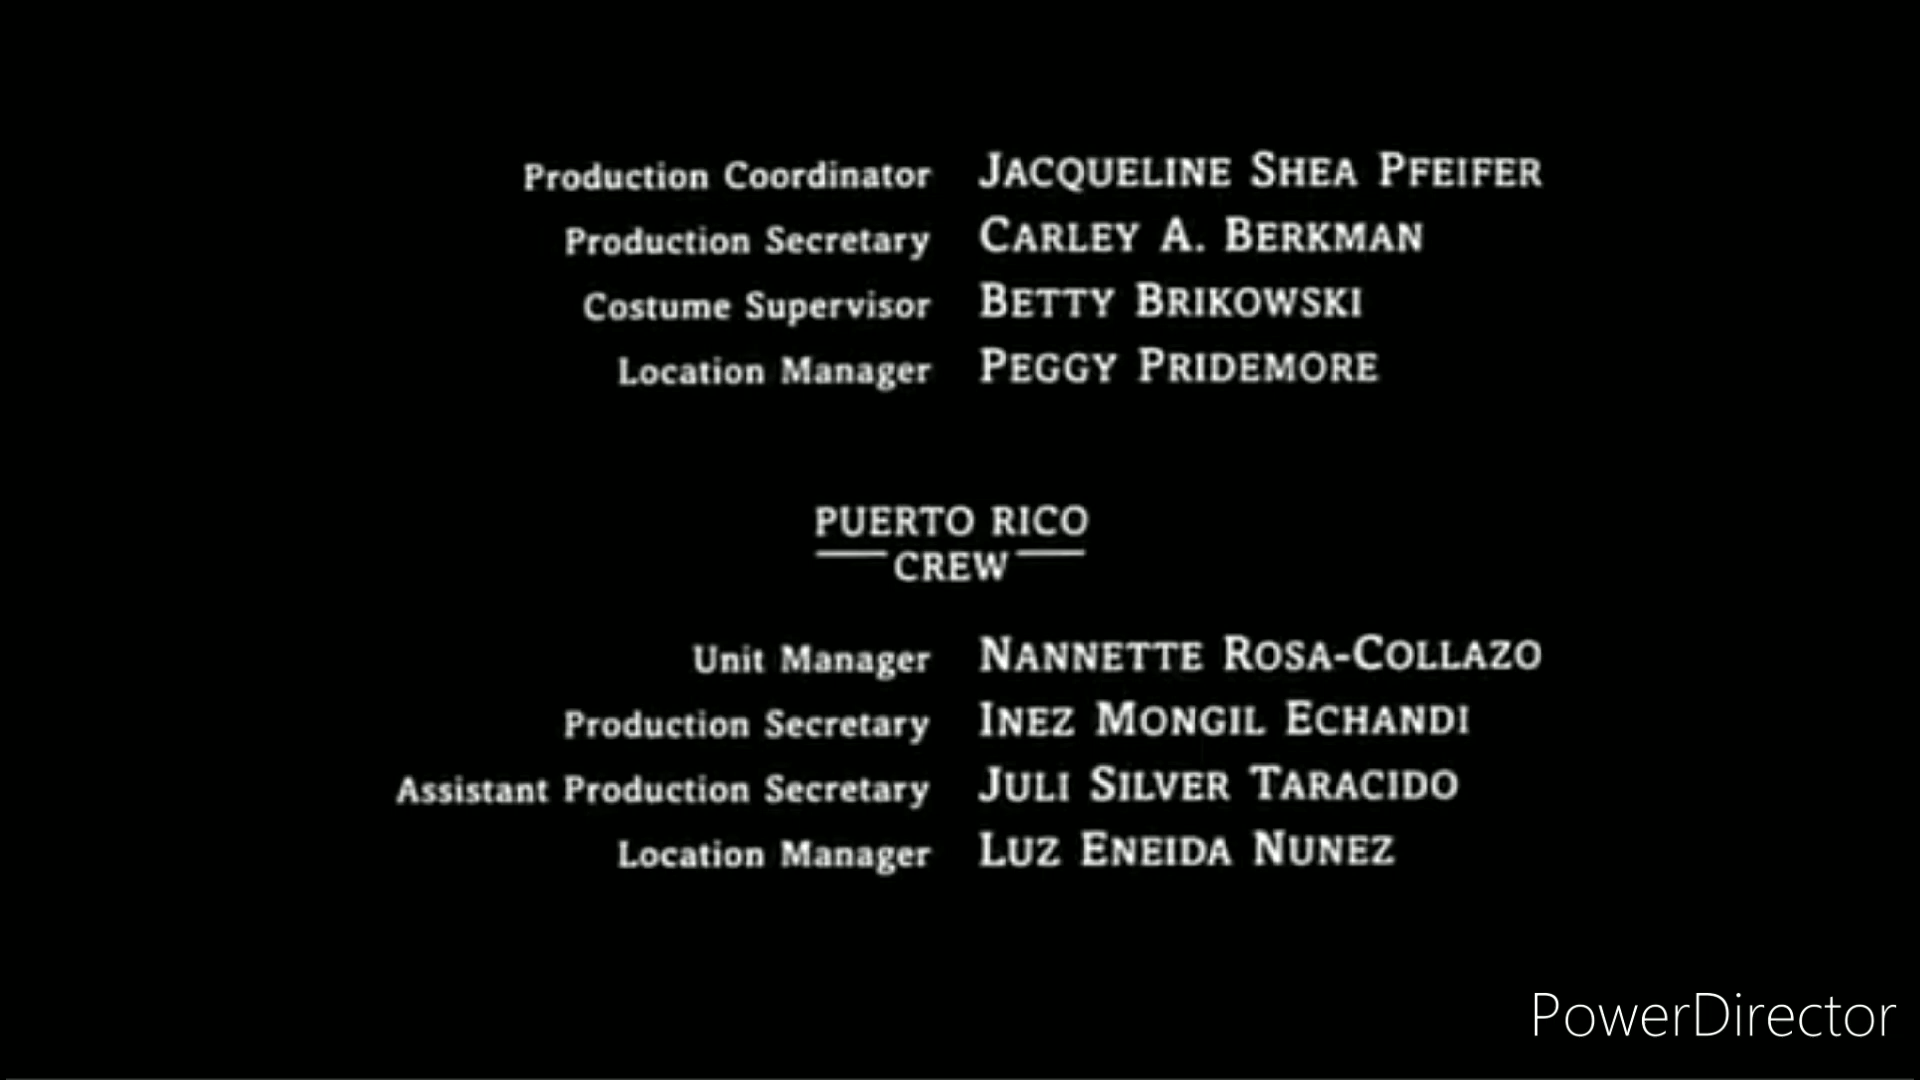 Production Coordinator JACQUELINE SHEA PFEIFER
Production Secretary CARLEY A. BERKMAN
Costume Supervisor BETTY BRIKOWSKI
Location Manager PEGGY PRIDEMORE
PUERTO RICO
CREW
Unit Manager NANNETTE ROSA-COLLAZO
Production Secretary INEZ MONGIL ECHANDI
Assistant Production Secretary JULI SILVER TARACIDO
Location Manager LUZ ENEIDA NUNEZ
PowerDirector